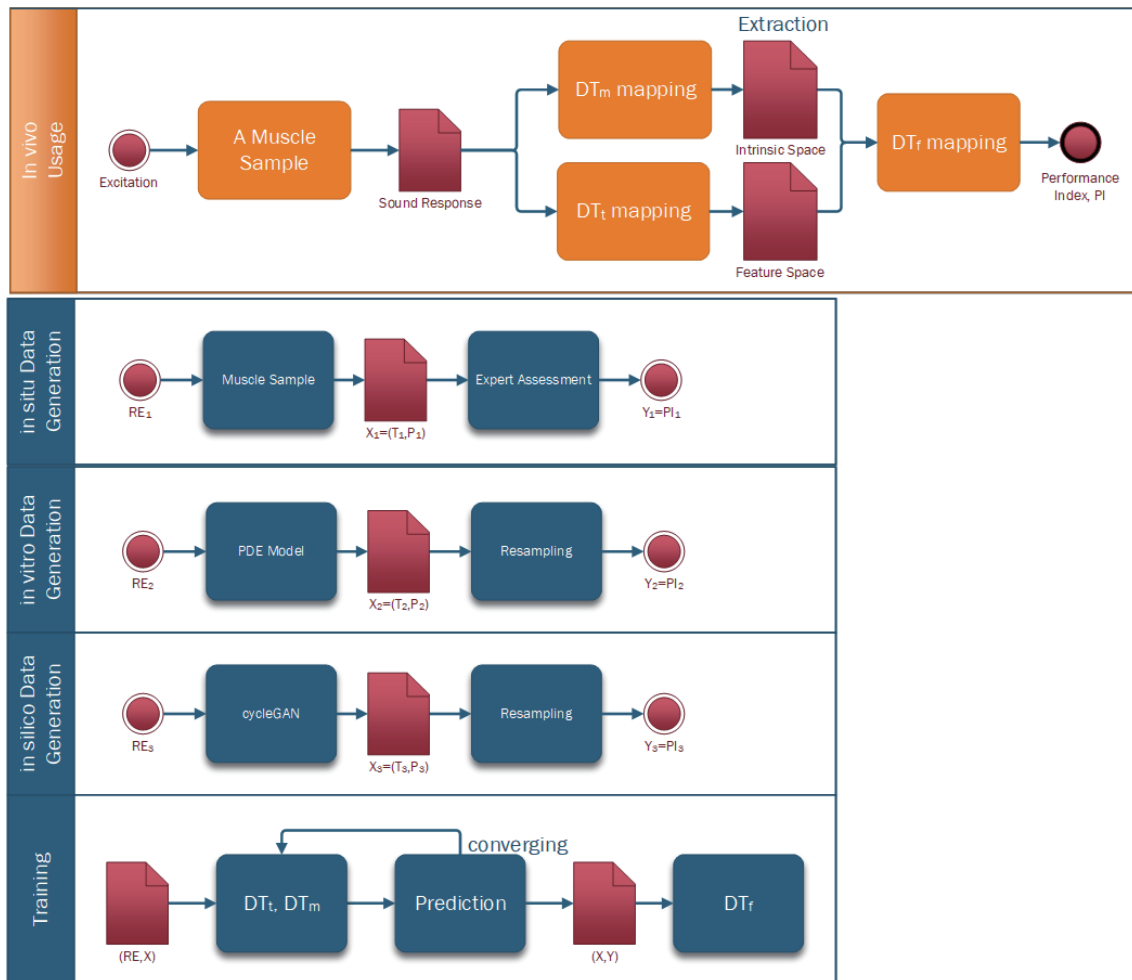 In vivo
Usage
Excitation
A Muscle
Sample
Sound Response
DTₘ mapping
DTₜ mapping
Extraction
Intrinsic Space
Feature Space
DT_f mapping
Performance
Index, PI
in situ Data
Generation
RE₁
Muscle Sample
X₁=(T₁,P₁)
Expert Assessment
Y₁=PI₁
in vitro Data
Generation
RE₂
PDE Model
X₂=(T₂,P₂)
Resampling
Y₂=PI₂
in silico Data
Generation
RE₃
cycleGAN
X₃=(T₃,P₃)
Resampling
Y₃=PI₃
Training
(RE,X)
DTₜ, DTₘ
converging
Prediction
(X,Y)
DT_f